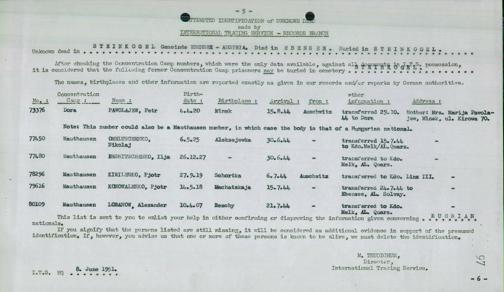 - 5 -
ATTEMPTED IDENTIFICATION OF UNKNOWN DEAD
made by
INTERNATIONAL TRACING SERVICE - RECORDS BRANCH
Unknown dead in STEINKOGEL Gemeinde EBENSEE - AUSTRIA. Died in EBENSEE. Buried in STEINKOGEL.
After checking the Concentration Camp numbers, which were the only data available, against all documents in I.T.S. possession,
it is considered that the following former Concentration Camp prisoners may be buried in cemetery STEINKOGEL.
The names, birthplaces and other information are reported exactly as given in our records and/or reports by German authorities.
Concentration Birth- other
No.: Camp: Name: date: Birthplace: Arrival: from: information: Address:
73376 Dora PAWOLAJEW, Petr 4.4.20 Minsk 15.8.44 Auschwitz transferred 25.10. Mother: Mrs. Marija Pawola-
44 to Dora jew, Minsk, ul. Kirowa 70.
Note: This number could also be a Mauthausen number, in which case the body is that of a Hungarian national.
77450 Mauthausen Nikolaj 6.5.25 Aleksejewka 30.6.44 - transferred 15.7.44 -
to Kdo.Melk/Al.Quarz.
77480 Mauthausen Ilja 26.12.27 - 30.6.44 - transferred to Kdo. -
Melk, Al. Quarz.
78296 Mauthausen KIRILENKO, Pjotr 27.9.19 6.7.44 Auschwitz transferred to Kdo. Linz III. -
79616 Mauthausen KONOWALENKO, Pjotr 14.5.18 15.7.44 - transferred 24.7.44 to -
Ebensee, Al. Solvay.
80109 Mauthausen LOBANOW, Alexander 10.4.07 21.7.44 - transferred to Kdo. -
Melk, Al. Quarz.
This list is sent to you to enlist your help in either confirming or disproving the information given concerning RUSSIAN
nationals.
If you signify that the persons listed are still missing, it will be considered as additional evidence in support of the presumed
identification. If, however, you advise us that one or more of these persons is known to be alive, we must delete the identification.
M. THUDICHUM,
Director,
International Tracing Service.
I.T.S. HQ 8. June 1951.
- 6 -